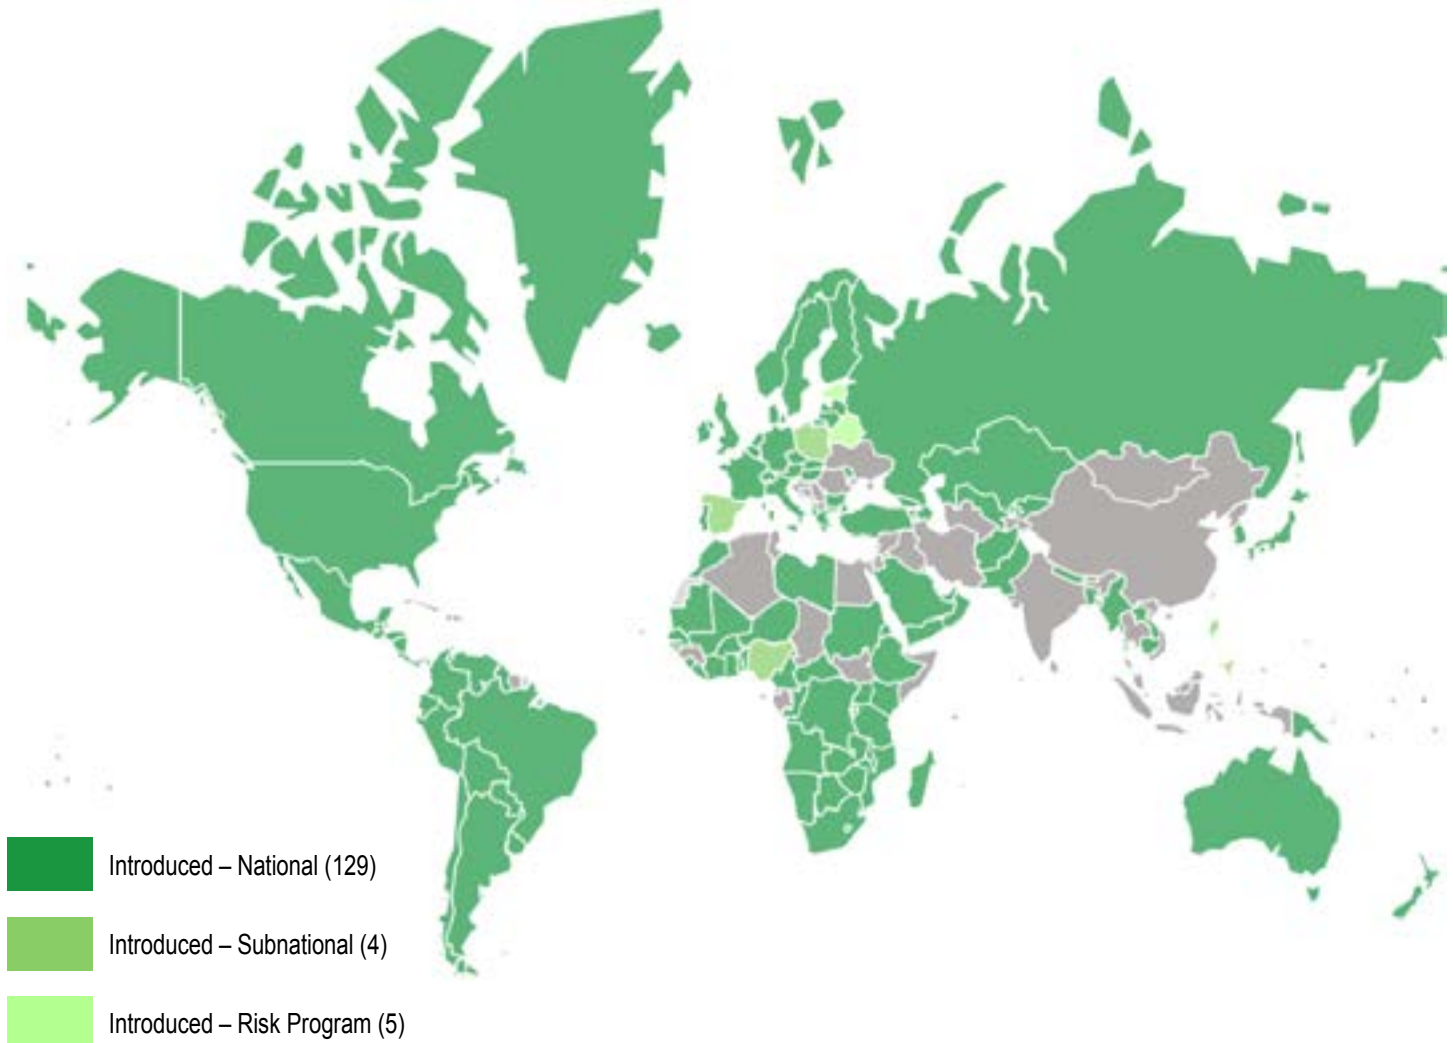 Introduced – National (129)
Introduced – Subnational (4)
Introduced – Risk Program (5)